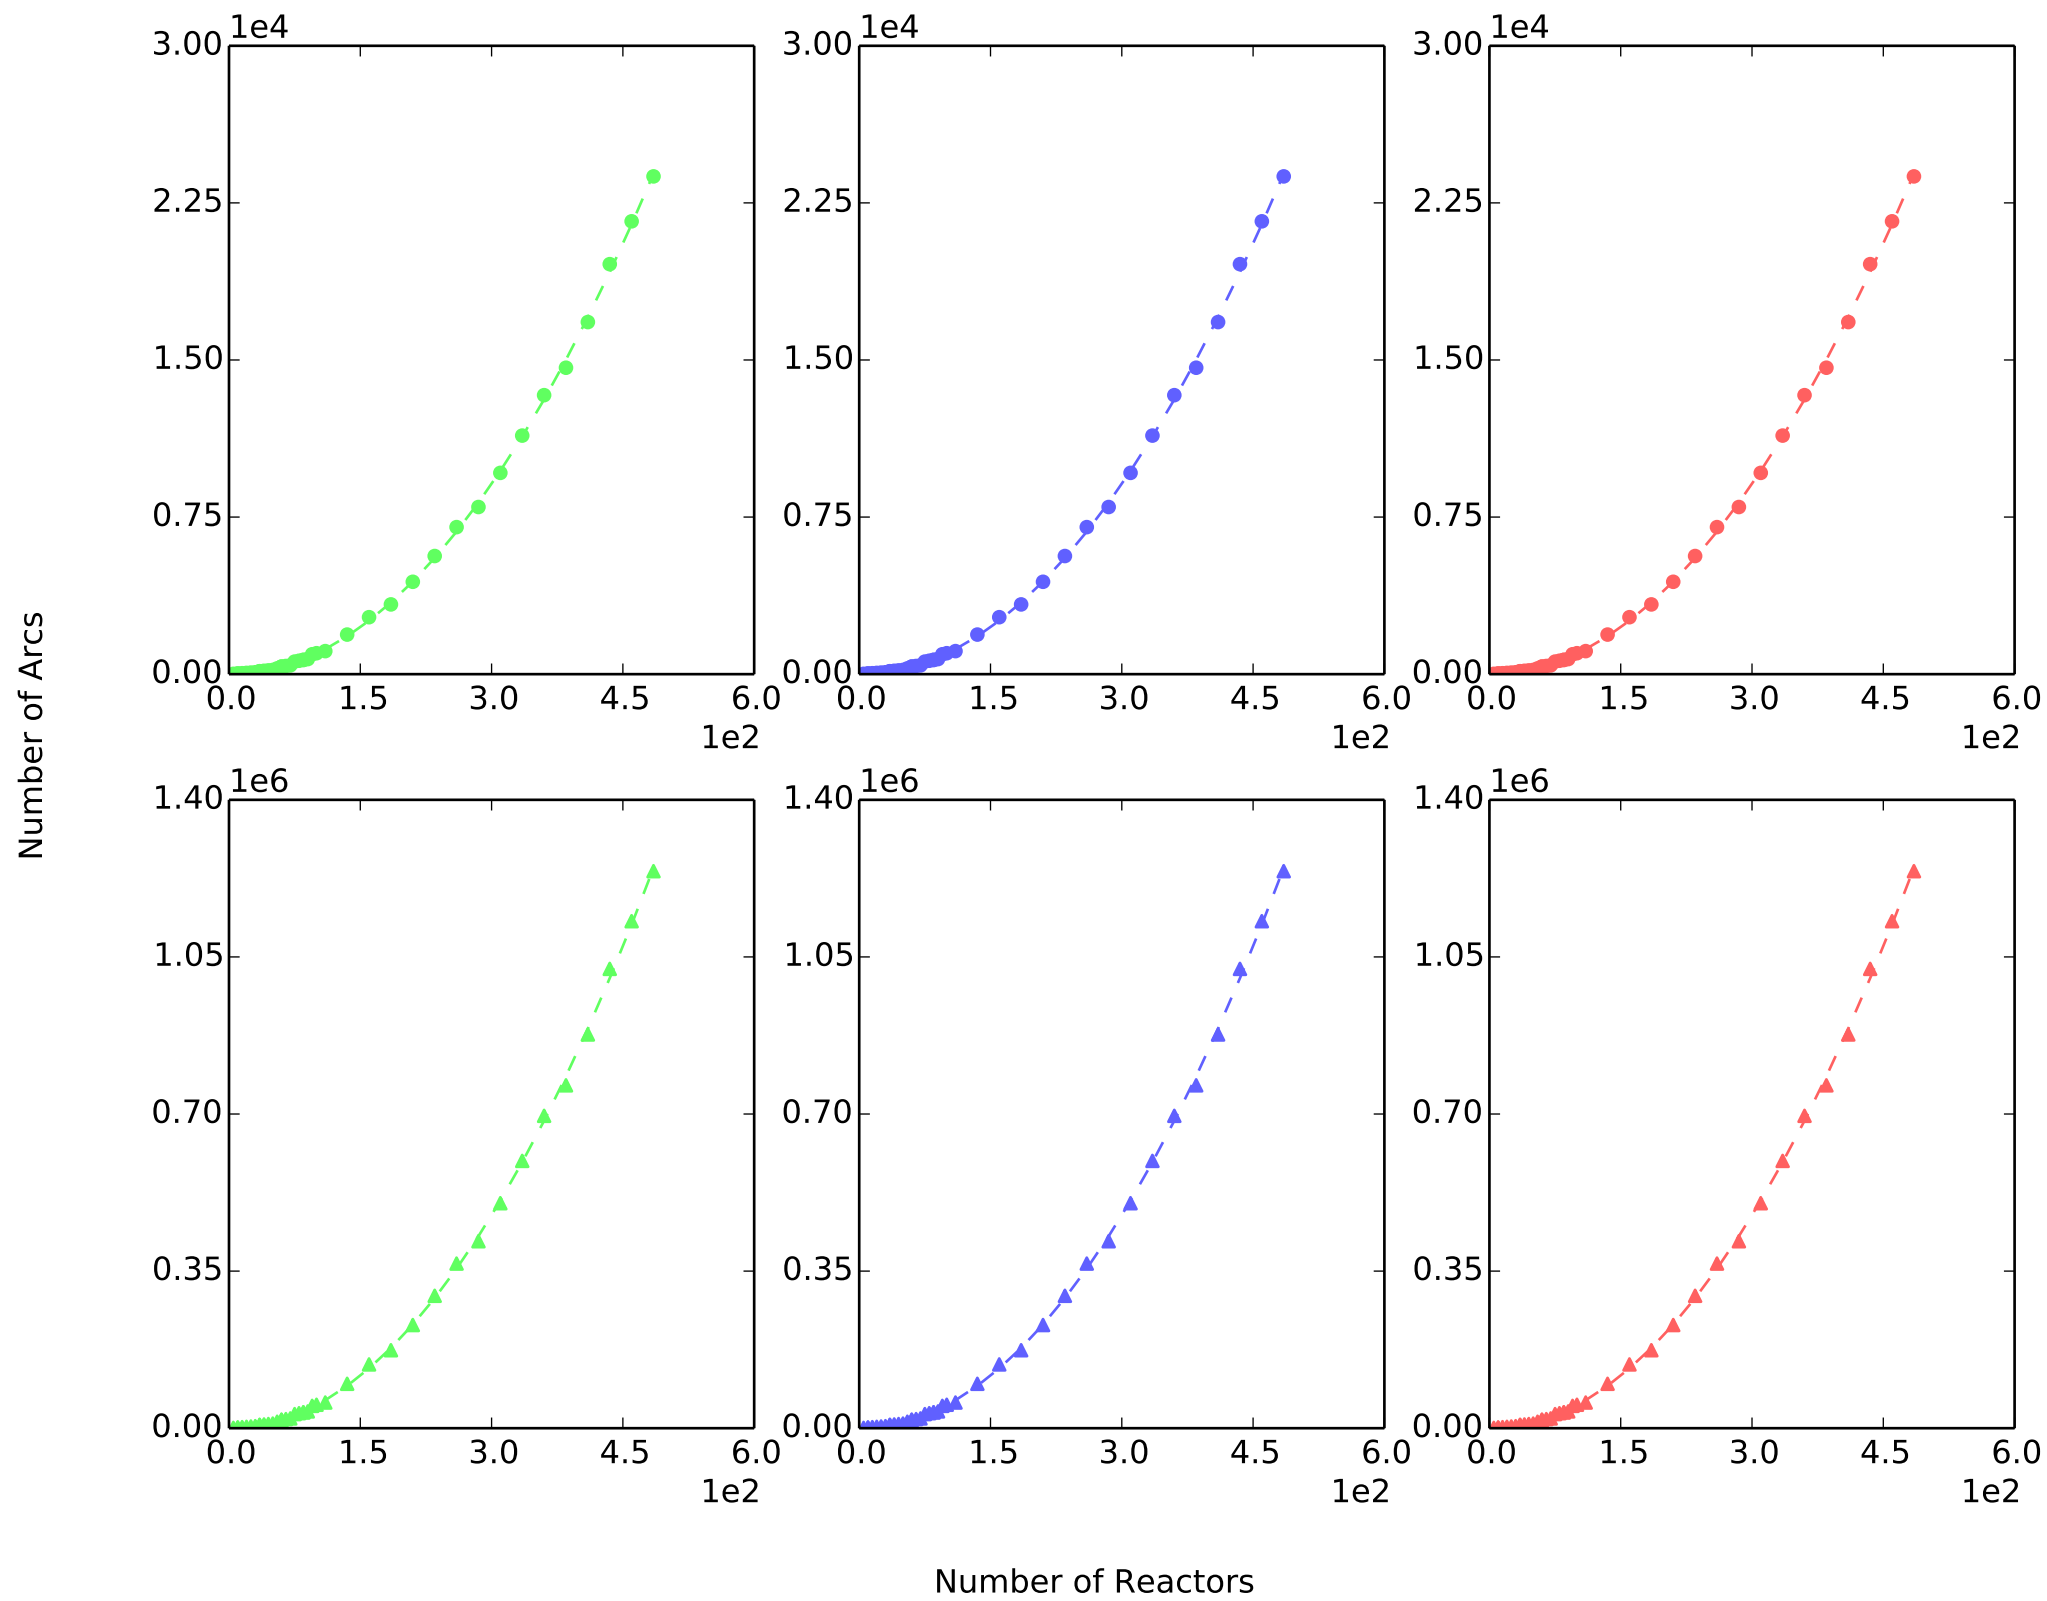 1e4 1e4 1e4
3.00 3.00 3.00
2.25 2.25 2.25
1.50 1.50 1.50
0.75 0.75 0.75
0.00 0.00 0.00
0.0 1.5 3.0 4.5 6.0 0.0 1.5 3.0 4.5 6.0 0.0 1.5 3.0 4.5 6.0
1e2 1e2 1e2
Number of Arcs
1e6 1e6 1e6
1.40 1.40 1.40
1.05 1.05 1.05
0.70 0.70 0.70
0.35 0.35 0.35
0.00 0.00 0.00
0.0 1.5 3.0 4.5 6.0 0.0 1.5 3.0 4.5 6.0 0.0 1.5 3.0 4.5 6.0
1e2 1e2 1e2
Number of Reactors